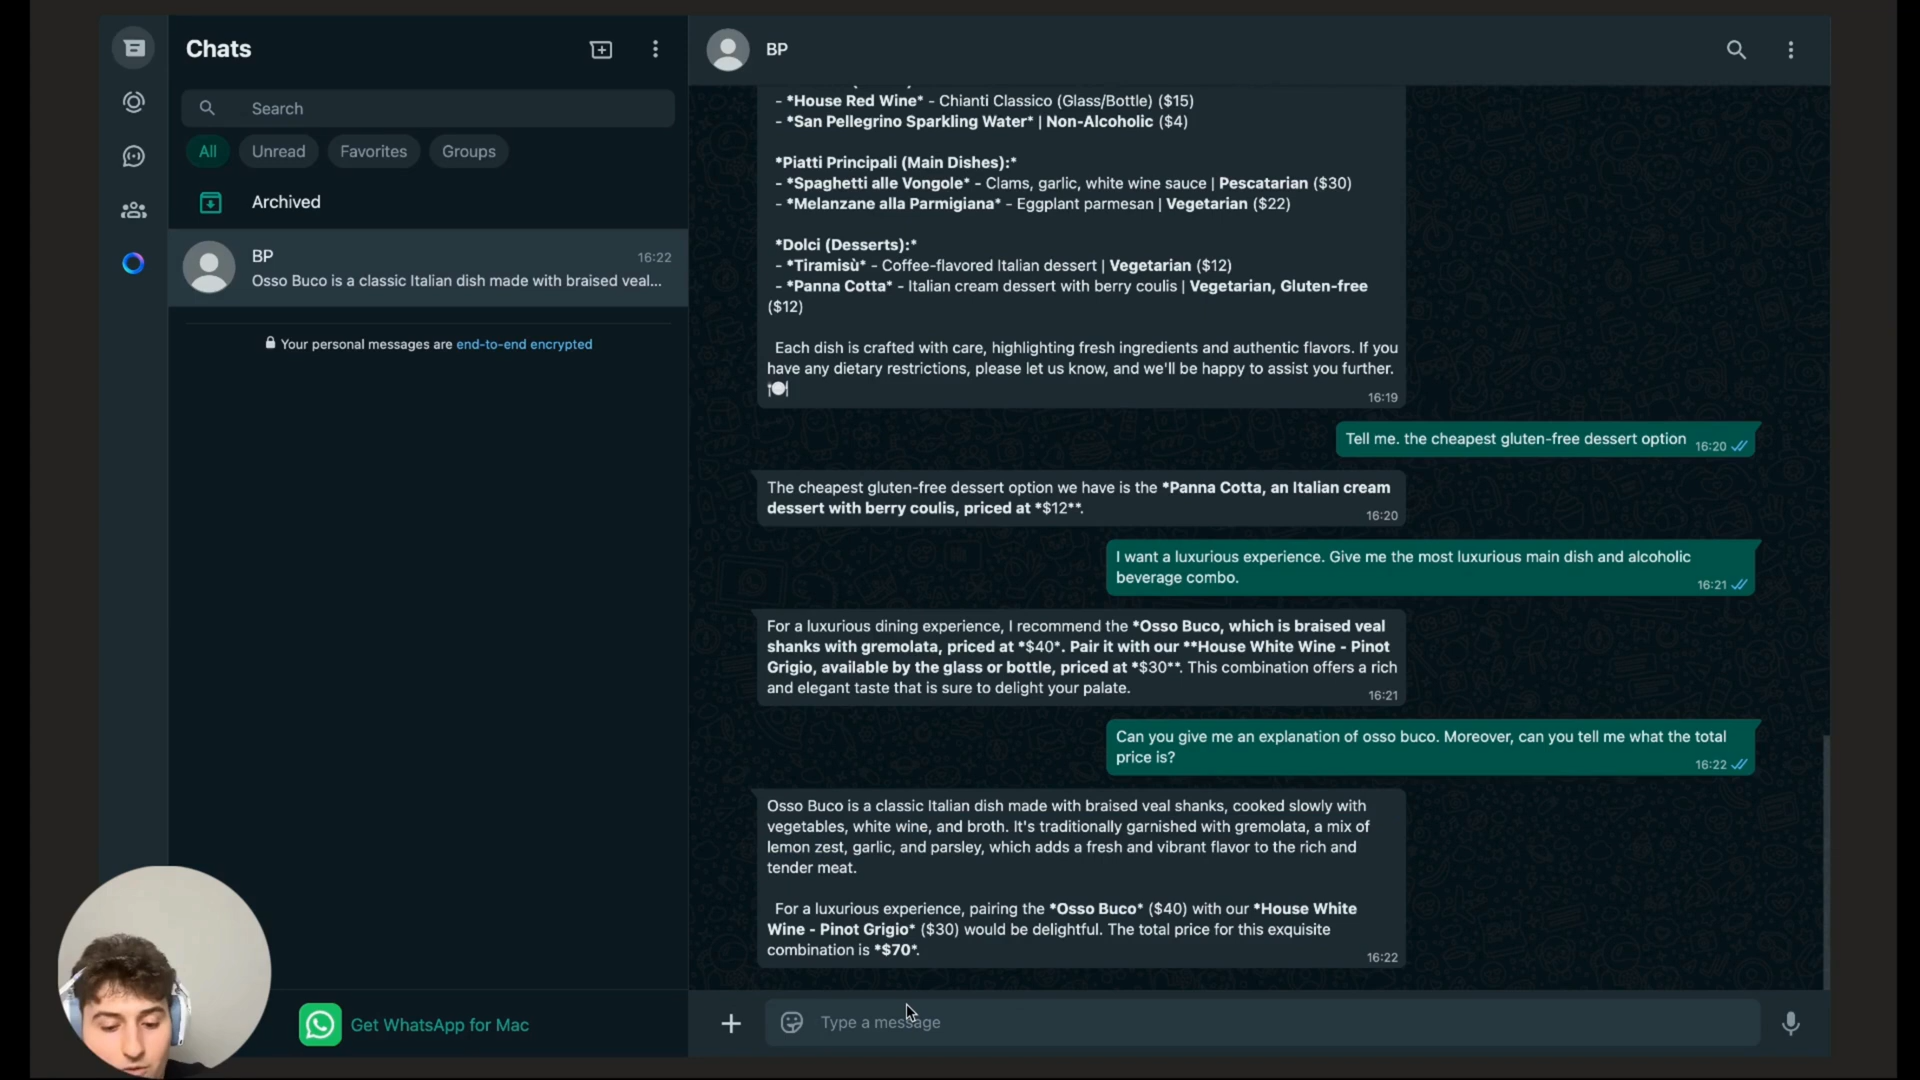 Chats
Search
All
Unread
Favorites
Groups
Archived
BP
16:22
Osso Buco is a classic Italian dish made with braised veal...
Your personal messages are end-to-end encrypted
Get WhatsApp for Mac
BP
- *House Red Wine* - Chianti Classico (Glass/Bottle) ($15)
- *San Pellegrino Sparkling Water* | Non-Alcoholic ($4)
*Piatti Principali (Main Dishes):*
- *Spaghetti alle Vongole* - Clams, garlic, white wine sauce | Pescatarian ($30)
- *Melanzane alla Parmigiana* - Eggplant parmesan | Vegetarian ($22)
*Dolci (Desserts):*
- *Tiramisù* - Coffee-flavored Italian dessert | Vegetarian ($12)
- *Panna Cotta* - Italian cream dessert with berry coulis | Vegetarian, Gluten-free
($12)
Each dish is crafted with care, highlighting fresh ingredients and authentic flavors. If you
have any dietary restrictions, please let us know, and we'll be happy to assist you further.
🍽️
16:19
Tell me. the cheapest gluten-free dessert option
16:20
The cheapest gluten-free dessert option we have is the *Panna Cotta, an Italian cream
dessert with berry coulis, priced at *$12**.
16:20
I want a luxurious experience. Give me the most luxurious main dish and alcoholic
beverage combo.
16:21
For a luxurious dining experience, I recommend the *Osso Buco, which is braised veal
shanks with gremolata, priced at *$40*. Pair it with our **House White Wine - Pinot
Grigio, available by the glass or bottle, priced at *$30**. This combination offers a rich
and elegant taste that is sure to delight your palate.
16:21
Can you give me an explanation of osso buco. Moreover, can you tell me what the total
price is?
16:22
Osso Buco is a classic Italian dish made with braised veal shanks, cooked slowly with
vegetables, white wine, and broth. It's traditionally garnished with gremolata, a mix of
lemon zest, garlic, and parsley, which adds a fresh and vibrant flavor to the rich and
tender meat.
For a luxurious experience, pairing the *Osso Buco* ($40) with our *House White
Wine - Pinot Grigio* ($30) would be delightful. The total price for this exquisite
combination is *$70*.
16:22
Type a message